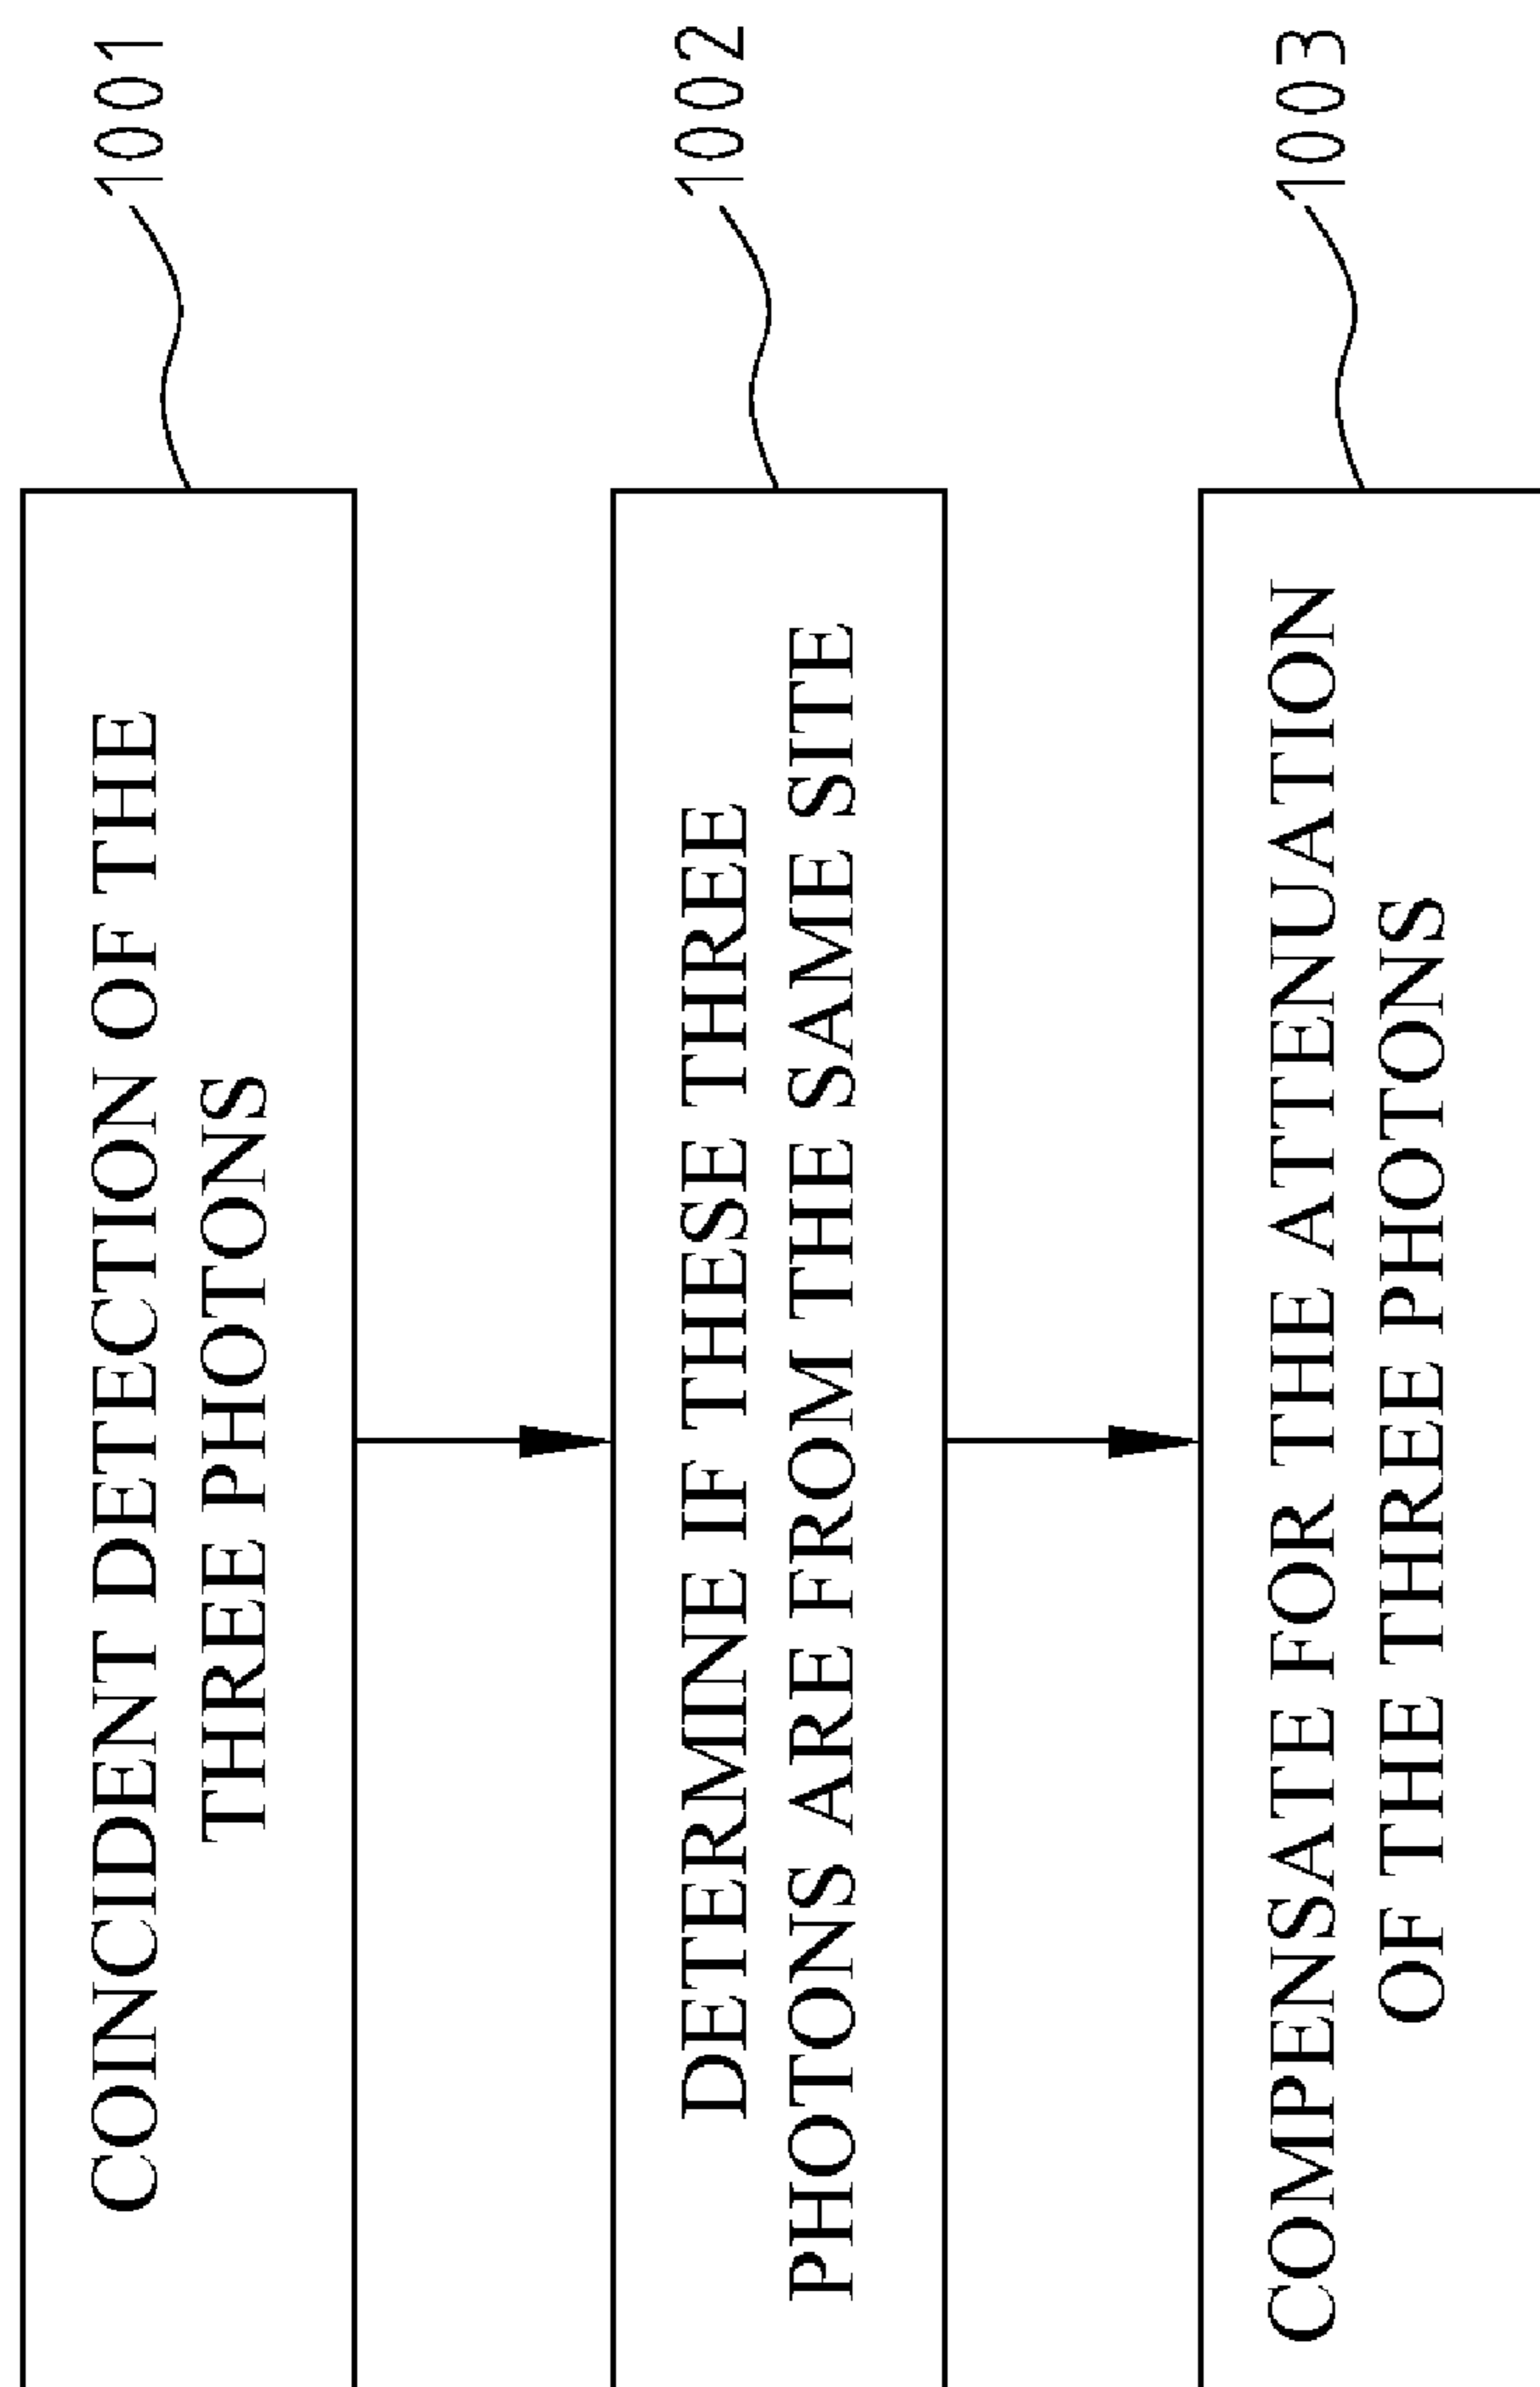 COINCIDENT DETECTION OF THE
THREE PHOTONS
1001
DETERMINE IF THESE THREE
PHOTONS ARE FROM THE SAME SITE
1002
COMPENSATE FOR THE ATTENUATION
OF THE THREE PHOTONS
1003